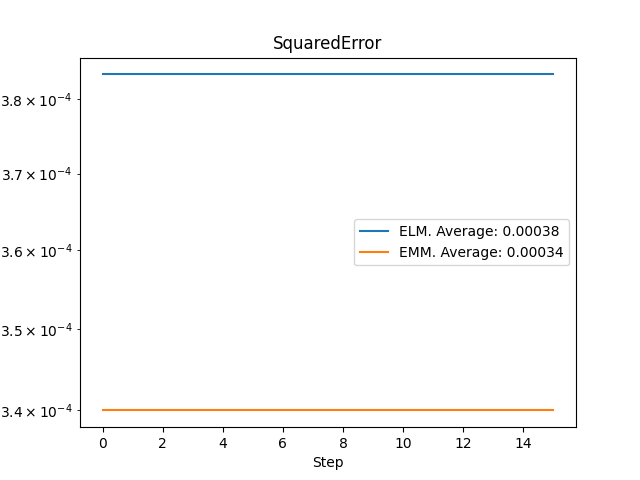 SquaredError
3.8 × 10⁻⁴
3.7 × 10⁻⁴
3.6 × 10⁻⁴
3.5 × 10⁻⁴
3.4 × 10⁻⁴
ELM. Average: 0.00038
EMM. Average: 0.00034
0 2 4 6 8 10 12 14
Step